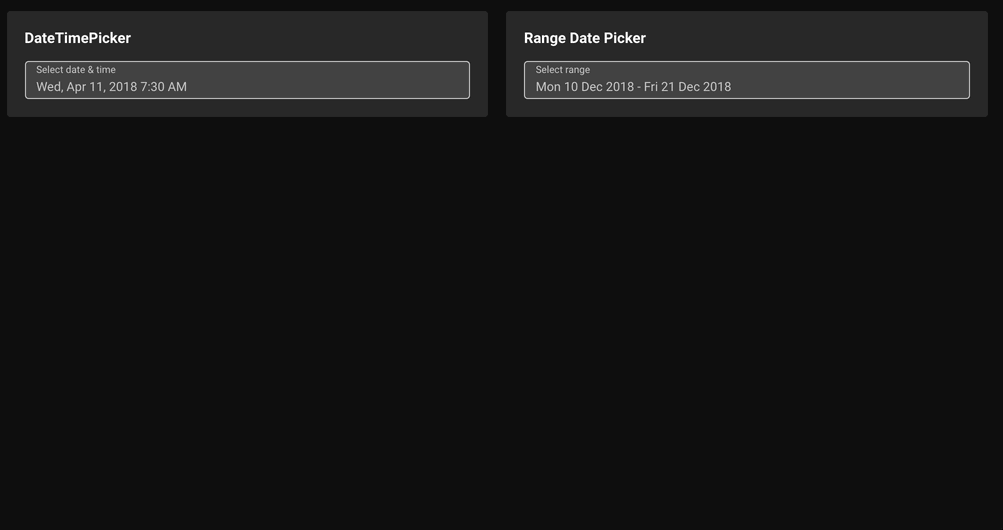 DateTimePicker
Select date & time
Wed, Apr 11, 2018 7:30 AM
Range Date Picker
Select range
Mon 10 Dec 2018 - Fri 21 Dec 2018